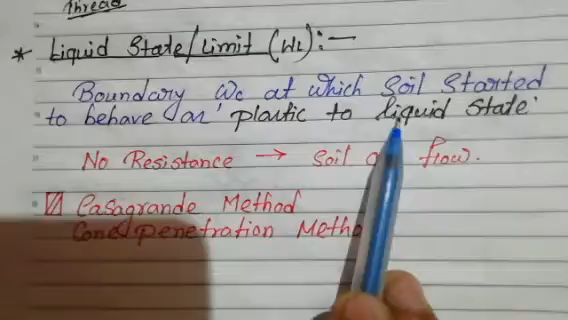 Thread
* Liquid State/Limit (WL):—
Boundary Wc at which Soil Started
to behave as plastic to liquid state.
No Resistance → Soil flow.
Casagrande Method
Cone penetration Metho